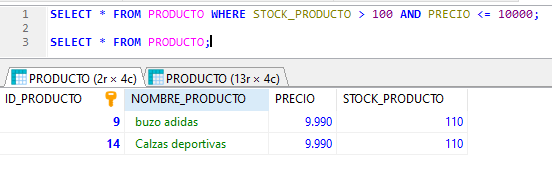 1 SELECT * FROM PRODUCTO WHERE STOCK_PRODUCTO > 100 AND PRECIO <= 10000;
2
3 SELECT * FROM PRODUCTO;
PRODUCTO (2r × 4c) PRODUCTO (13r × 4c)
ID_PRODUCTO NOMBRE_PRODUCTO PRECIO STOCK_PRODUCTO
9 buzo adidas 9.990 110
14 Calzas deportivas 9.990 110